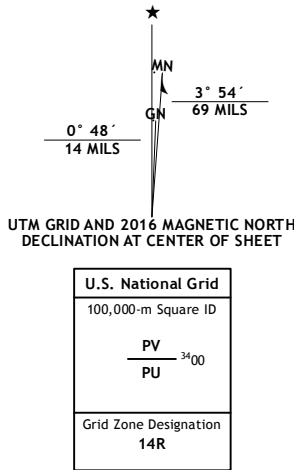 ★
MN
3° 54´
69 MILS
GN
0° 48´
14 MILS
UTM GRID AND 2016 MAGNETIC NORTH
DECLINATION AT CENTER OF SHEET
U.S. National Grid
100,000-m Square ID
PV
³⁴00
PU
Grid Zone Designation
14R